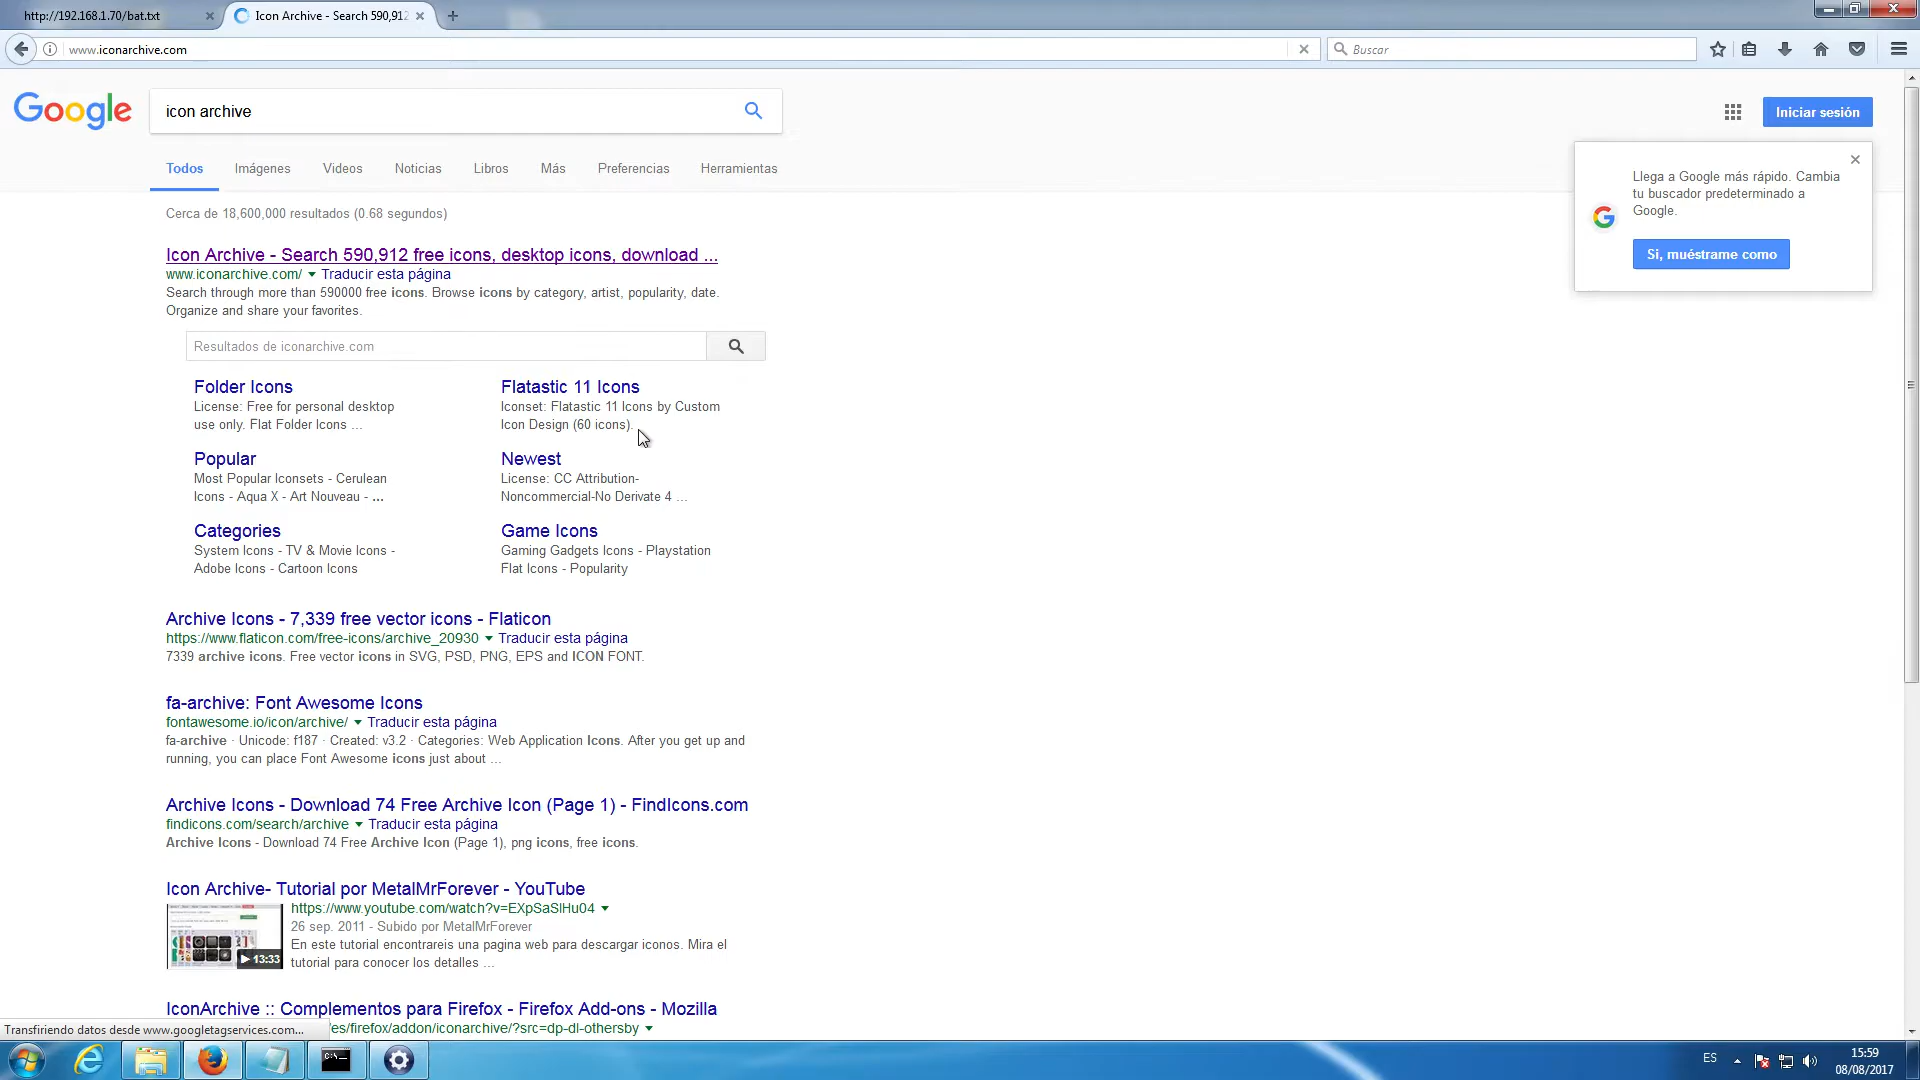 http://192.168.1.70/bat.txt
Icon Archive - Search 590,912
www.iconarchive.com
Buscar
Google
icon archive
Iniciar sesión
Todos Imágenes Videos Noticias Libros Más Preferencias Herramientas
Llega a Google más rápido. Cambia
tu buscador predeterminado a
Google.
Si, muéstrame como
Cerca de 18,600,000 resultados (0.68 segundos)
Icon Archive - Search 590,912 free icons, desktop icons, download ...
www.iconarchive.com/ Traducir esta página
Search through more than 590000 free icons. Browse icons by category, artist, popularity, date.
Organize and share your favorites.
Resultados de iconarchive.com
Folder Icons
License: Free for personal desktop
use only. Flat Folder Icons ...
Flatastic 11 Icons
Iconset: Flatastic 11 Icons by Custom
Icon Design (60 icons).
Popular
Most Popular Iconsets - Cerulean
Icons - Aqua X - Art Nouveau - ...
Newest
License: CC Attribution-
Noncommercial-No Derivate 4 ...
Categories
System Icons - TV & Movie Icons -
Adobe Icons - Cartoon Icons
Game Icons
Gaming Gadgets Icons - Playstation
Flat Icons - Popularity
Archive Icons - 7,339 free vector icons - Flaticon
https://www.flaticon.com/free-icons/archive_20930 Traducir esta página
7339 archive icons. Free vector icons in SVG, PSD, PNG, EPS and ICON FONT.
fa-archive: Font Awesome Icons
fontawesome.io/icon/archive/ Traducir esta página
fa-archive · Unicode: f187 · Created: v3.2 · Categories: Web Application Icons. After you get up and
running, you can place Font Awesome icons just about ...
Archive Icons - Download 74 Free Archive Icon (Page 1) - FindIcons.com
findicons.com/search/archive Traducir esta página
Archive Icons - Download 74 Free Archive Icon (Page 1), png icons, free icons.
Icon Archive- Tutorial por MetalMrForever - YouTube
https://www.youtube.com/watch?v=EXpSaSlHu04
26 sep. 2011 - Subido por MetalMrForever
En este tutorial encontrareis una pagina web para descargar iconos. Mira el
tutorial para conocer los detalles ...
13:33
IconArchive :: Complementos para Firefox - Firefox Add-ons - Mozilla
es/firefox/addon/iconarchive/?src=dp-dl-othersby
Transfiriendo datos desde www.googletagservices.com...
C:\_
ES
15:59
08/08/2017